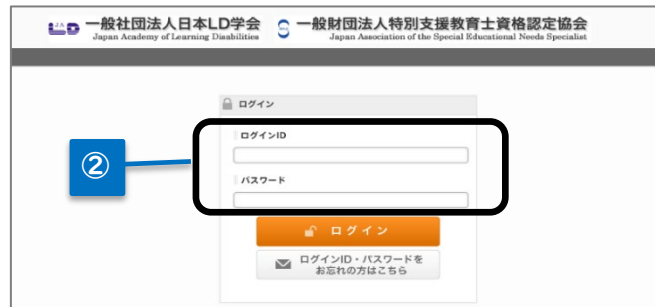 一般社団法人日本LD学会
Japan Academy of Learning Disabilities
一般財団法人特別支援教育士資格認定協会
Japan Association of the Special Educational Needs Specialist
ログイン
ログインID
②
パスワード
ログイン
ログインID・パスワードを
お忘れの方はこちら